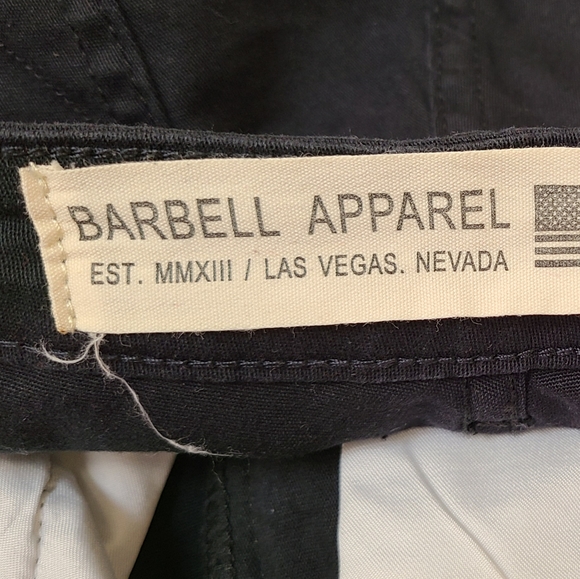 BARBELL APPAREL
EST. MMXIII / LAS VEGAS. NEVADA